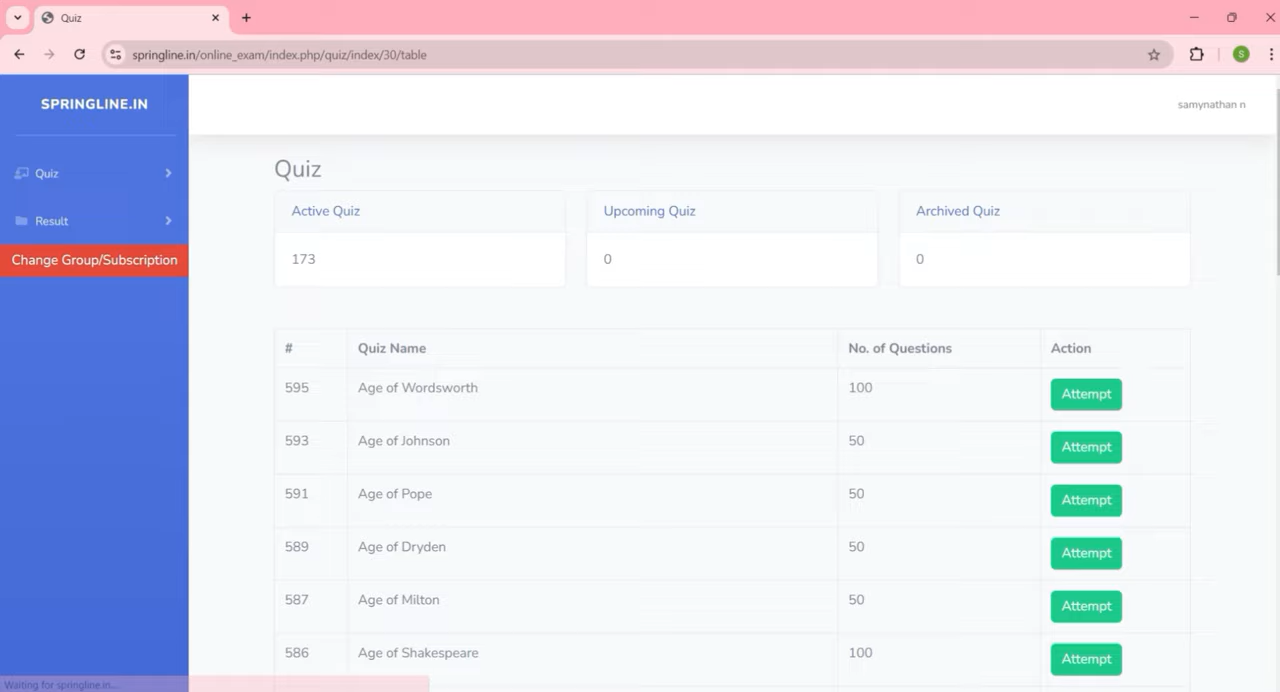 Quiz
springline.in/online_exam/index.php/quiz/index/30/table
S
SPRINGLINE.IN
samynathan n
Quiz
Result
Change Group/Subscription
Quiz
Active Quiz
Upcoming Quiz
Archived Quiz
173
0
0
# Quiz Name No. of Questions Action
595 Age of Wordsworth 100 Attempt
593 Age of Johnson 50 Attempt
591 Age of Pope 50 Attempt
589 Age of Dryden 50 Attempt
587 Age of Milton 50 Attempt
586 Age of Shakespeare 100 Attempt
Waiting for springline.in...